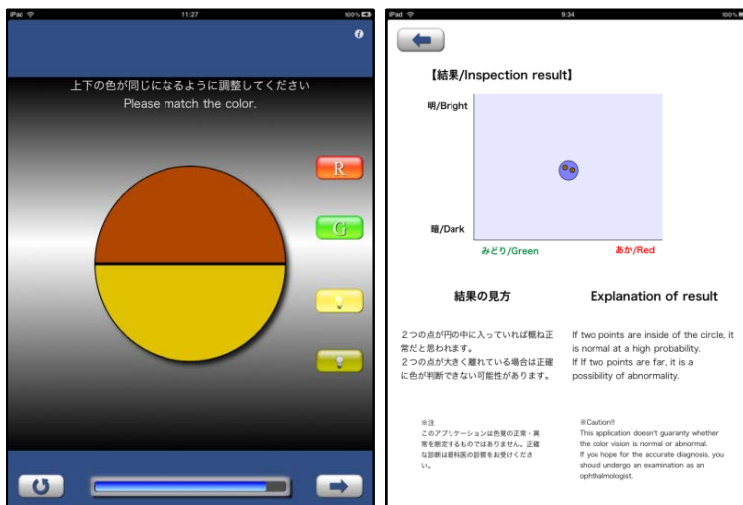 iPad
11:27
100%
上下の色が同じになるように調整してください
Please match the color.
R
G
iPad
9:34
100%
【結果/Inspection result】
明/Bright
暗/Dark
みどり/Green
あか/Red
結果の見方
２つの点が円の中に入っていれば概ね正
常だと思われます。
２つの点が大きく離れている場合は正確
に色が判断できない可能性があります。
※注
このアプリケーションは色覚の正常・異
常を断定するものではありません。正確
な診断は眼科医の診察をお受けくださ
い。
Explanation of result
If two points are inside of the circle, it
is normal at a high probability.
If If two points are far, it is a
possibility of abnormality.
※Caution!!
This application doesn't guaranty whether
the color vision is normal or abnormal.
If you hope for the accurate diagnosis, you
shoud undergo an examination as an
ophthalmologist.